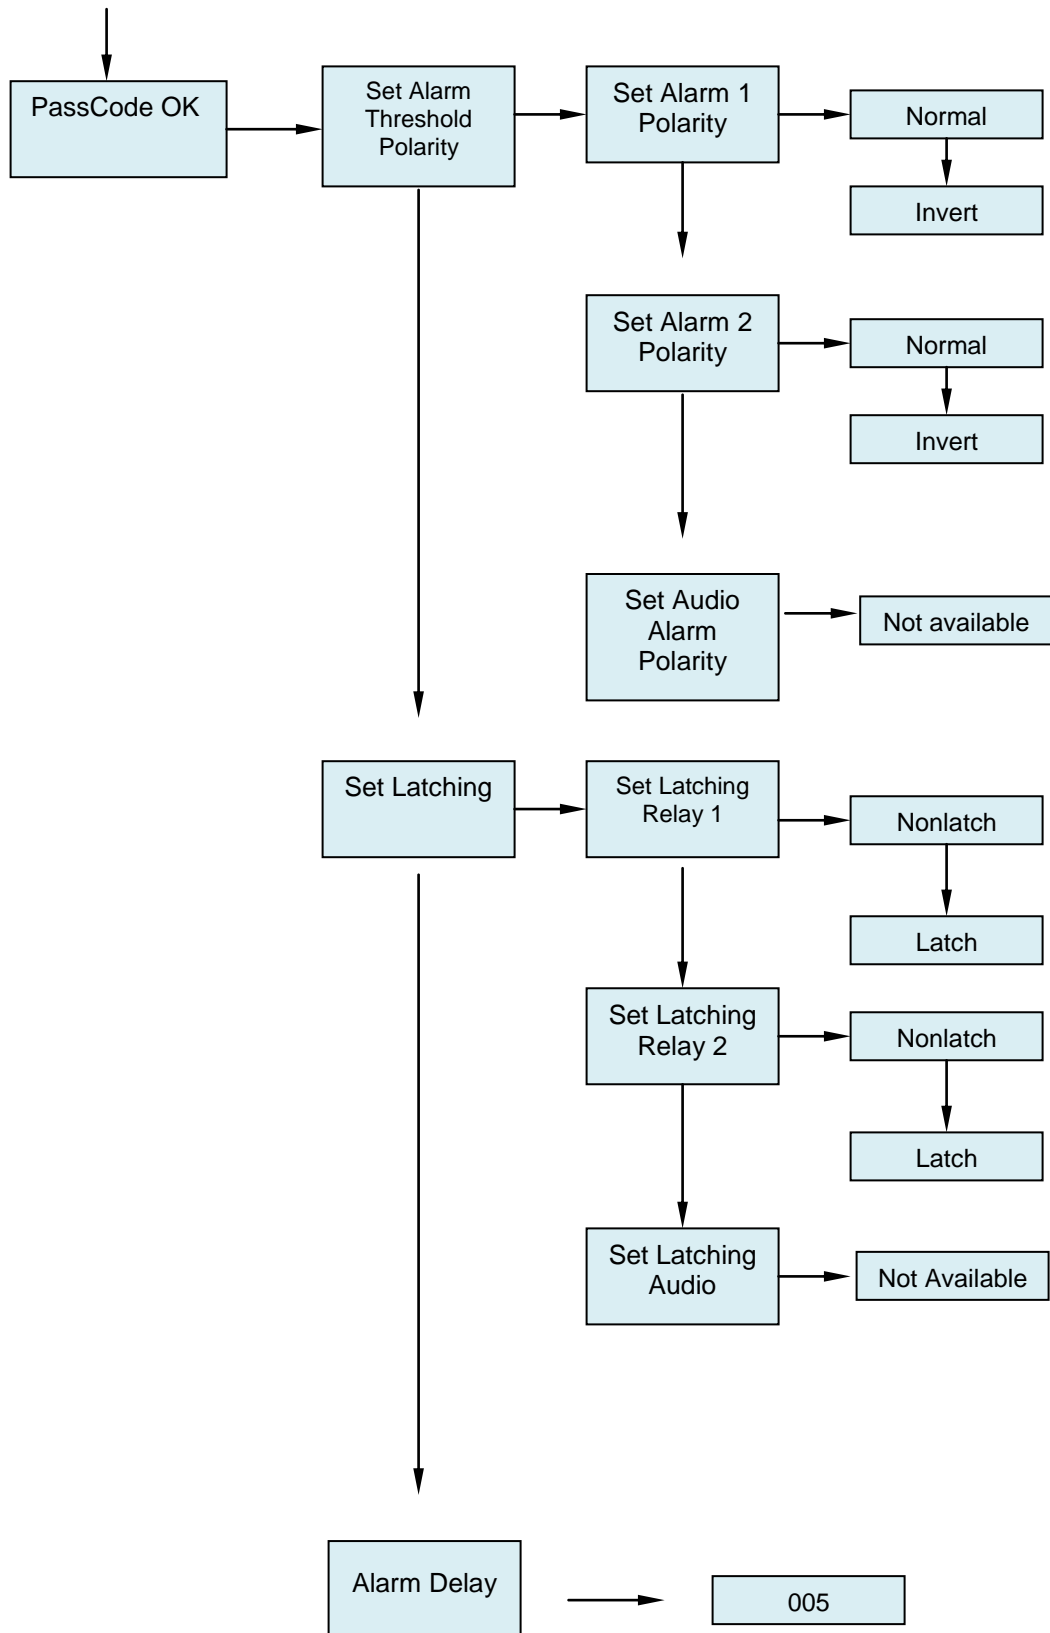 PassCode OK
Set Alarm
Threshold
Polarity
Set Alarm 1
Polarity
Normal
Invert
Set Alarm 2
Polarity
Normal
Invert
Set Audio
Alarm
Polarity
Not available
Set Latching
Set Latching
Relay 1
Nonlatch
Latch
Set Latching
Relay 2
Nonlatch
Latch
Set Latching
Audio
Not Available
Alarm Delay
005